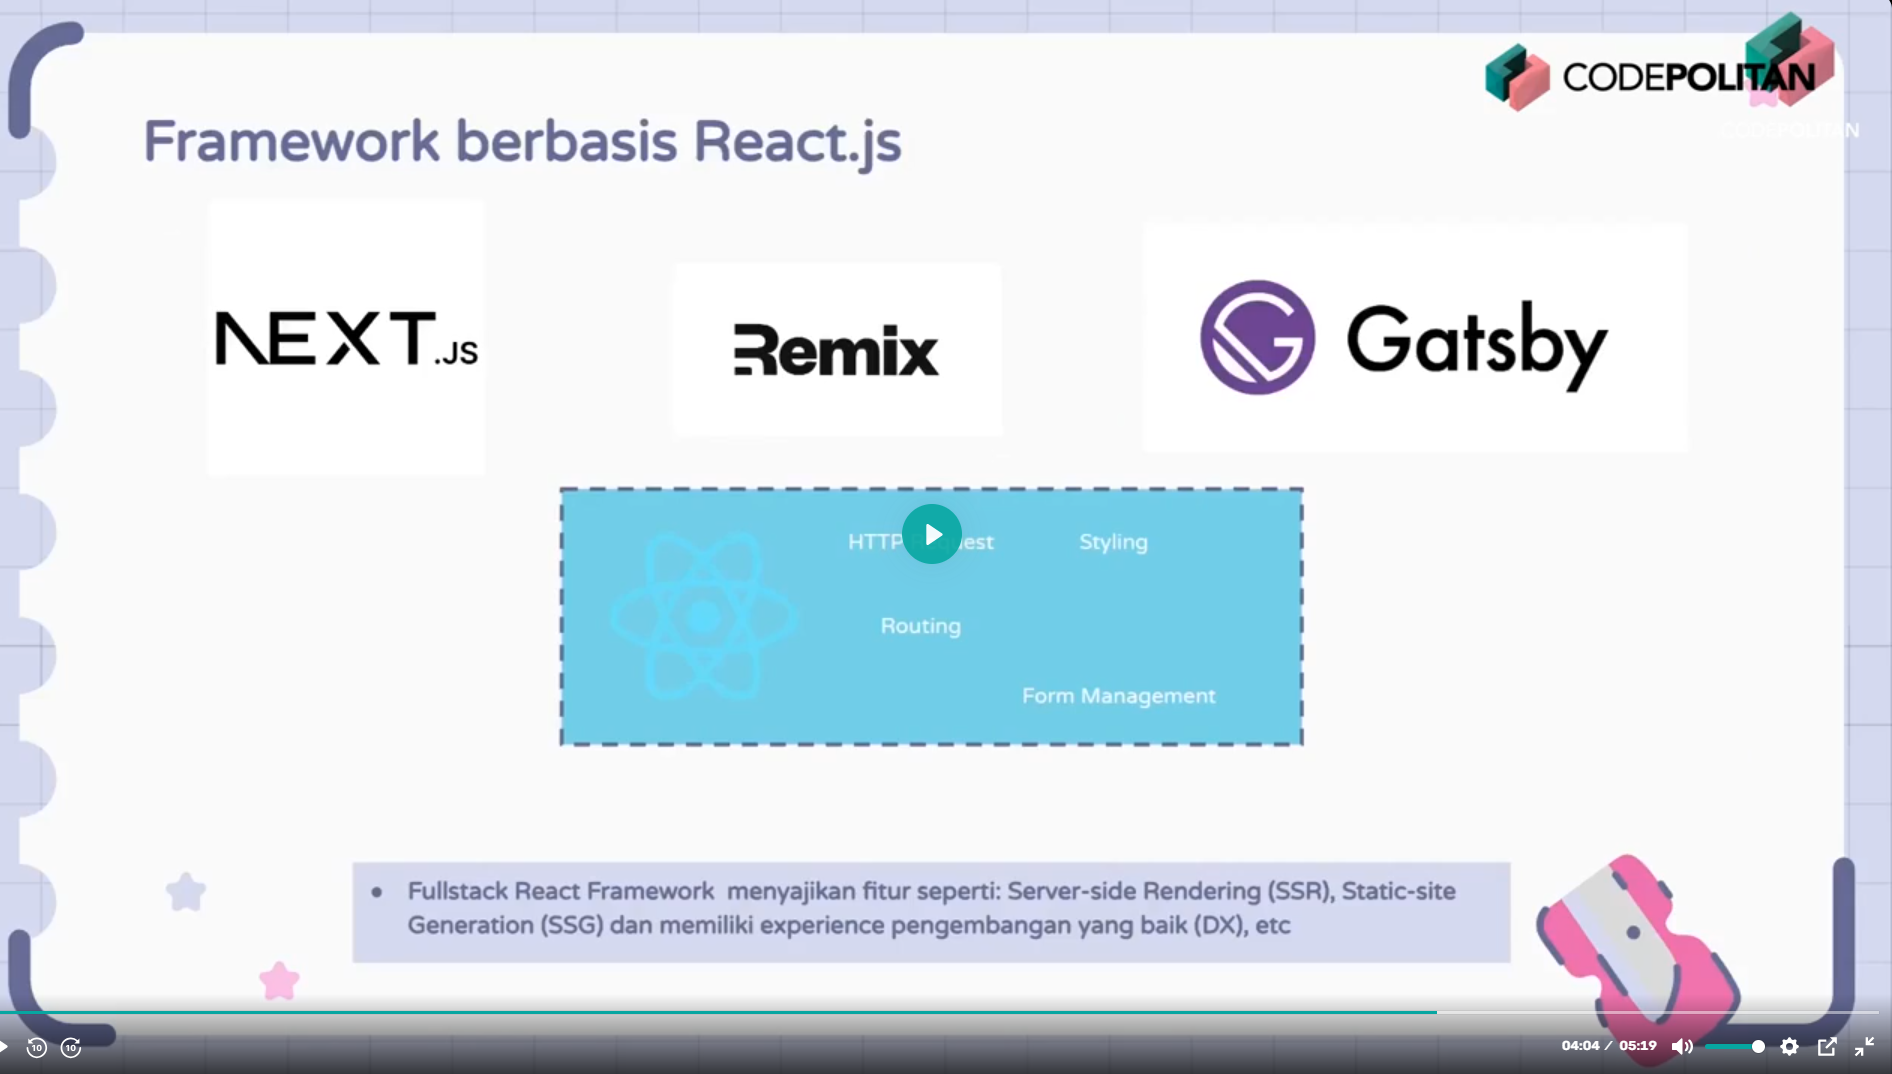 CODEPOLITAN
CODEPOLITAN
Framework berbasis React.js
NEXT.JS
Remix
Gatsby
HTTP Request
Styling
Routing
Form Management
● Fullstack React Framework menyajikan fitur seperti: Server-side Rendering (SSR), Static-site
Generation (SSG) dan memiliki experience pengembangan yang baik (DX), etc
10
10
04:04 / 05:19